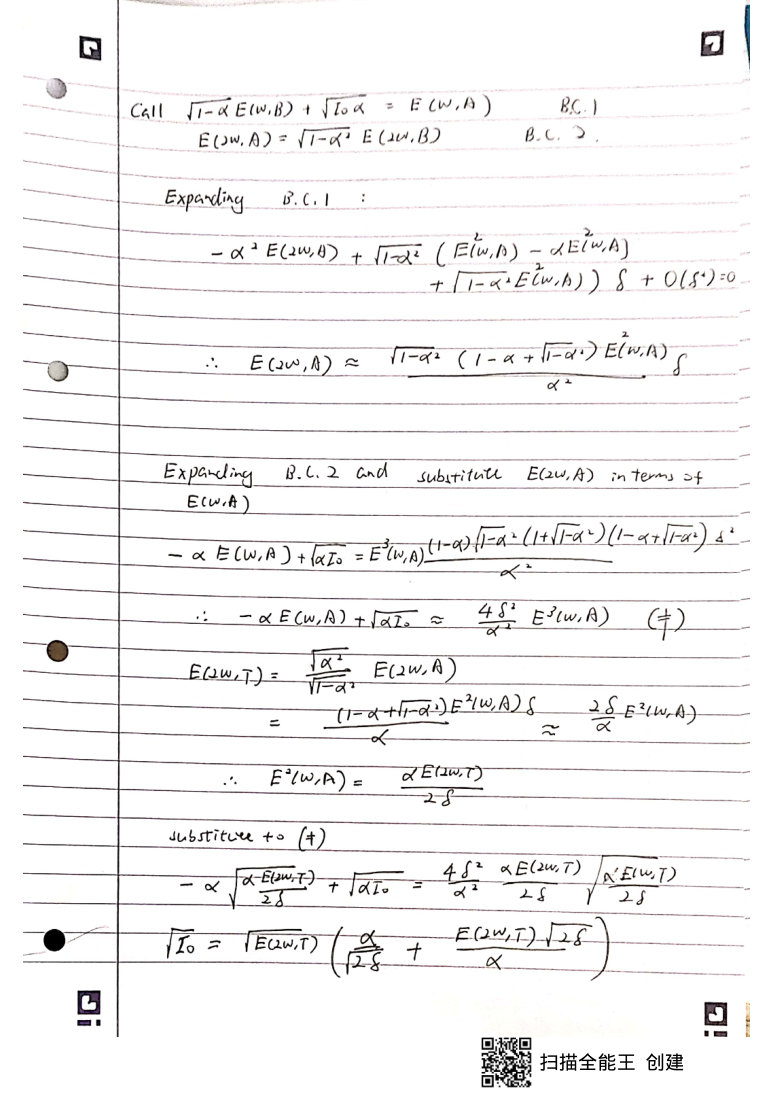 Call √(1-α) E(w,B) + √(I₀α) = E(w,A) B.C.1
E(2w,A) = √(1-α²) E(2w,B) B.C. 2.
Expanding B.C.1 :
-α² E(2w,A) + √(1-α²) ( E²(w,A) - αE²(w,A)
+ √(1-α²) E²(w,A) ) δ + O(δ²)=0
∴ E(2w,A) ≈ √(1-α²) (1-α+√(1-α²)) E²(w,A) / α² δ
Expanding B.C.2 and substitute E(2w,A) in terms of
E(w,A)
-α E(w,A) + √(αI₀) = E³(w,A) (1-α)√(1-α²)(1+√(1-α²))(1-α+√(1-α²)) / α² δ²
∴ -α E(w,A) + √(αI₀) ≈ 4δ²/α² E³(w,A) (‡)
E(2w,T) = √(α²)/√(1-α²) E(2w,A)
= (1-α+√(1-α²))E²(w,A) δ / α ≈ 2δ/α E²(w,A)
∴ E²(w,A) = αE(2w,T) / 2δ
substitute to (‡)
-α √(αE(2w,T)/2δ) + √(αI₀) = 4δ²/α² αE(2w,T)/2δ √(αE(w,T)/2δ)
√I₀ = √E(2w,T) ( α/√(2δ) + E(2w,T)√(2δ)/α )
扫描全能王 创建